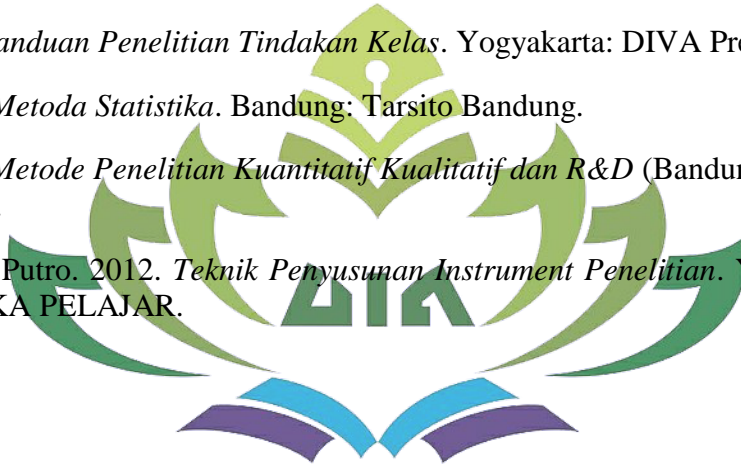 anduan Penelitian Tindakan Kelas. Yogyakarta: DIVA Pre
Metoda Statistika. Bandung: Tarsito Bandung.
Metode Penelitian Kuantitatif Kualitatif dan R&D (Bandun
Putro. 2012. Teknik Penyusunan Instrument Penelitian. Y
KA PELAJAR.